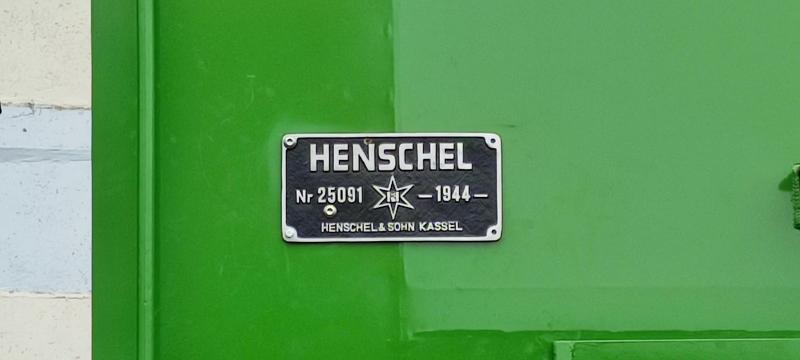 HENSCHEL
Nr 25091 H —1944—
HENSCHEL & SOHN KASSEL